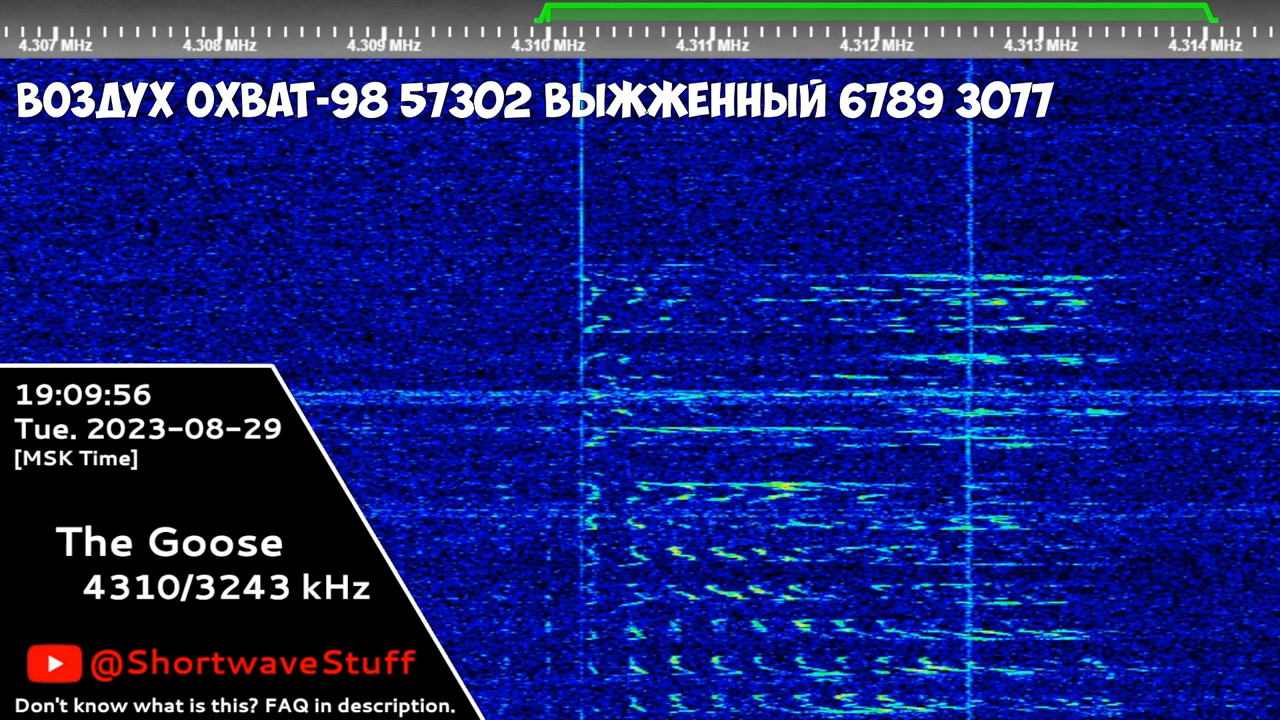 4.307 MHz 4.308 MHz 4.309 MHz 4.310 MHz 4.311 MHz 4.312 MHz 4.313 MHz 4.314 MHz
ВОЗДУХ ОХВАТ-98 57302 ВЫЖЖЕННЫЙ 6789 3077
19:09:56
Tue. 2023-08-29
[MSK Time]
The Goose
4310/3243 kHz
@ShortwaveStuff
Don't know what is this? FAQ in description.